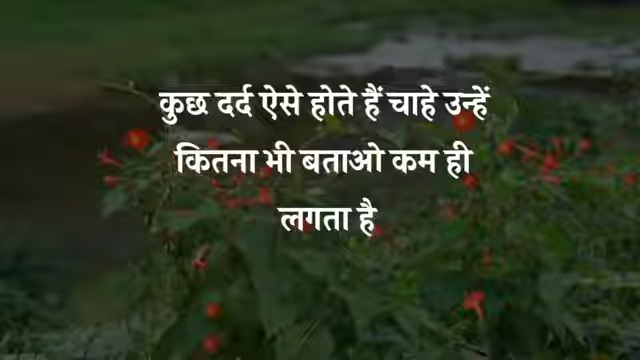 कुछ दर्द ऐसे होते हैं चाहे उन्हें
कितना भी बताओ कम ही
लगता है